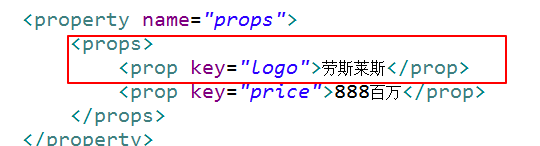 <property name="props">
<props>
<prop key="logo">劳斯莱斯</prop>
<prop key="price">888百万</prop>
</props>
</property>